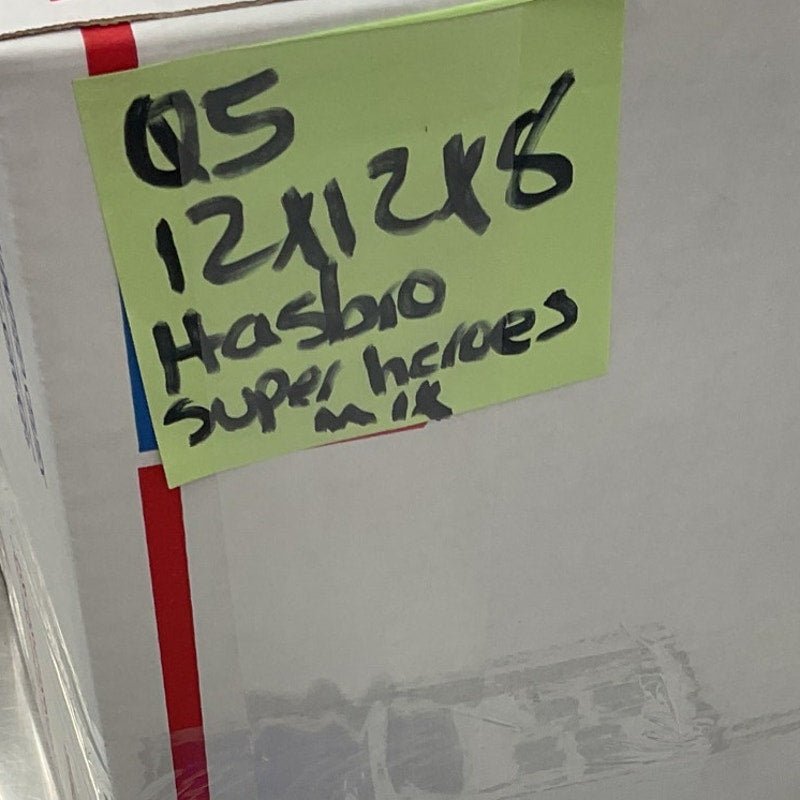 Q5
12x12x8
Hasbro
super heroes
mix